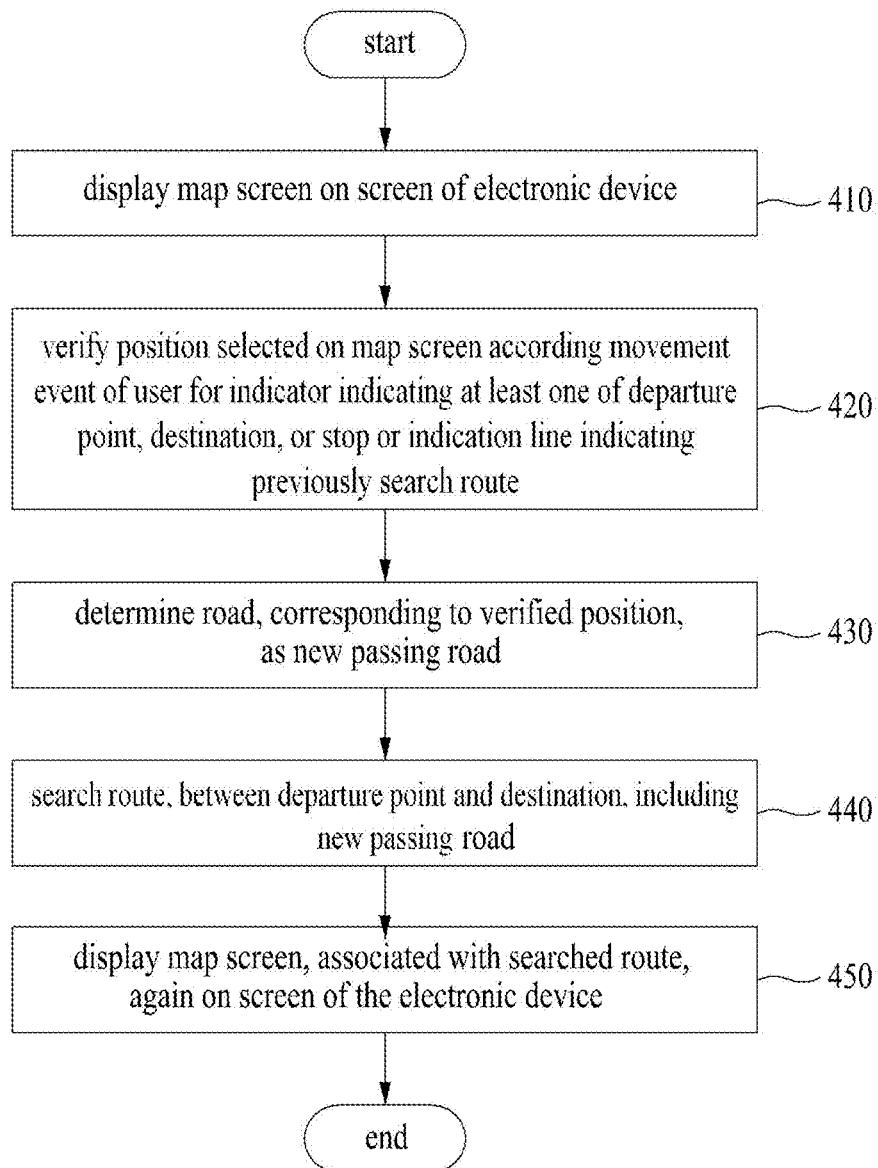 start
display map screen on screen of electronic device
410
verify position selected on map screen according movement
event of user for indicator indicating at least one of departure
point, destination, or stop or indication line indicating
previously search route
420
determine road, corresponding to verified position,
as new passing road
430
search route, between departure point and destination, including
new passing road
440
display map screen, associated with searched route,
again on screen of the electronic device
450
end